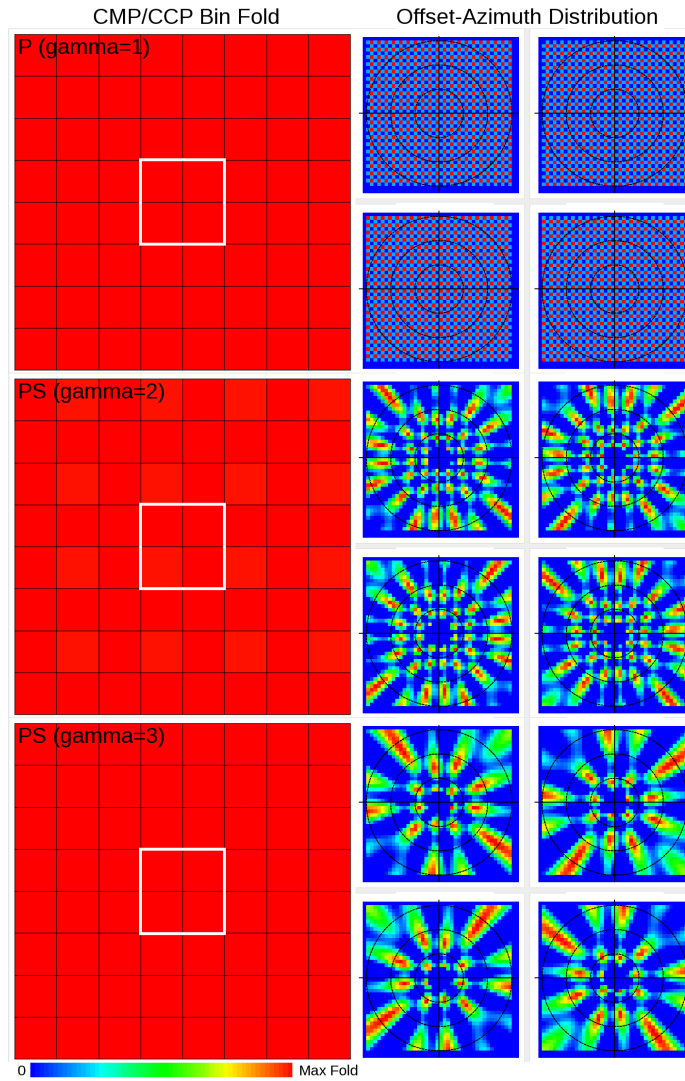 CMP/CCP Bin Fold
Offset-Azimuth Distribution
P (gamma=1)
PS (gamma=2)
PS (gamma=3)
0
Max Fold